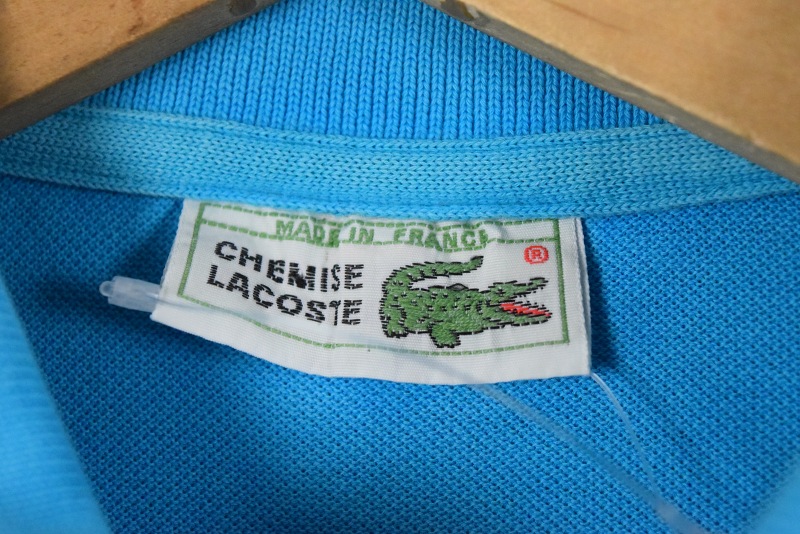 MADE IN FRANCE
CHEMISE
LACOSTE
®